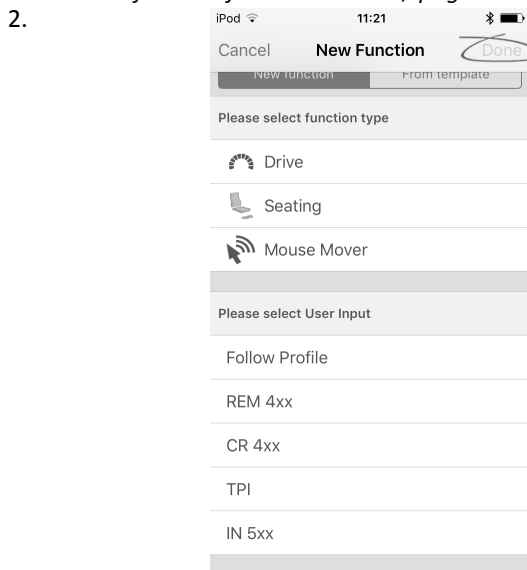 2.
iPod 11:21
Cancel New Function Done
New function From template
Please select function type
Drive
Seating
Mouse Mover
Please select User Input
Follow Profile
REM 4xx
CR 4xx
TPI
IN 5xx